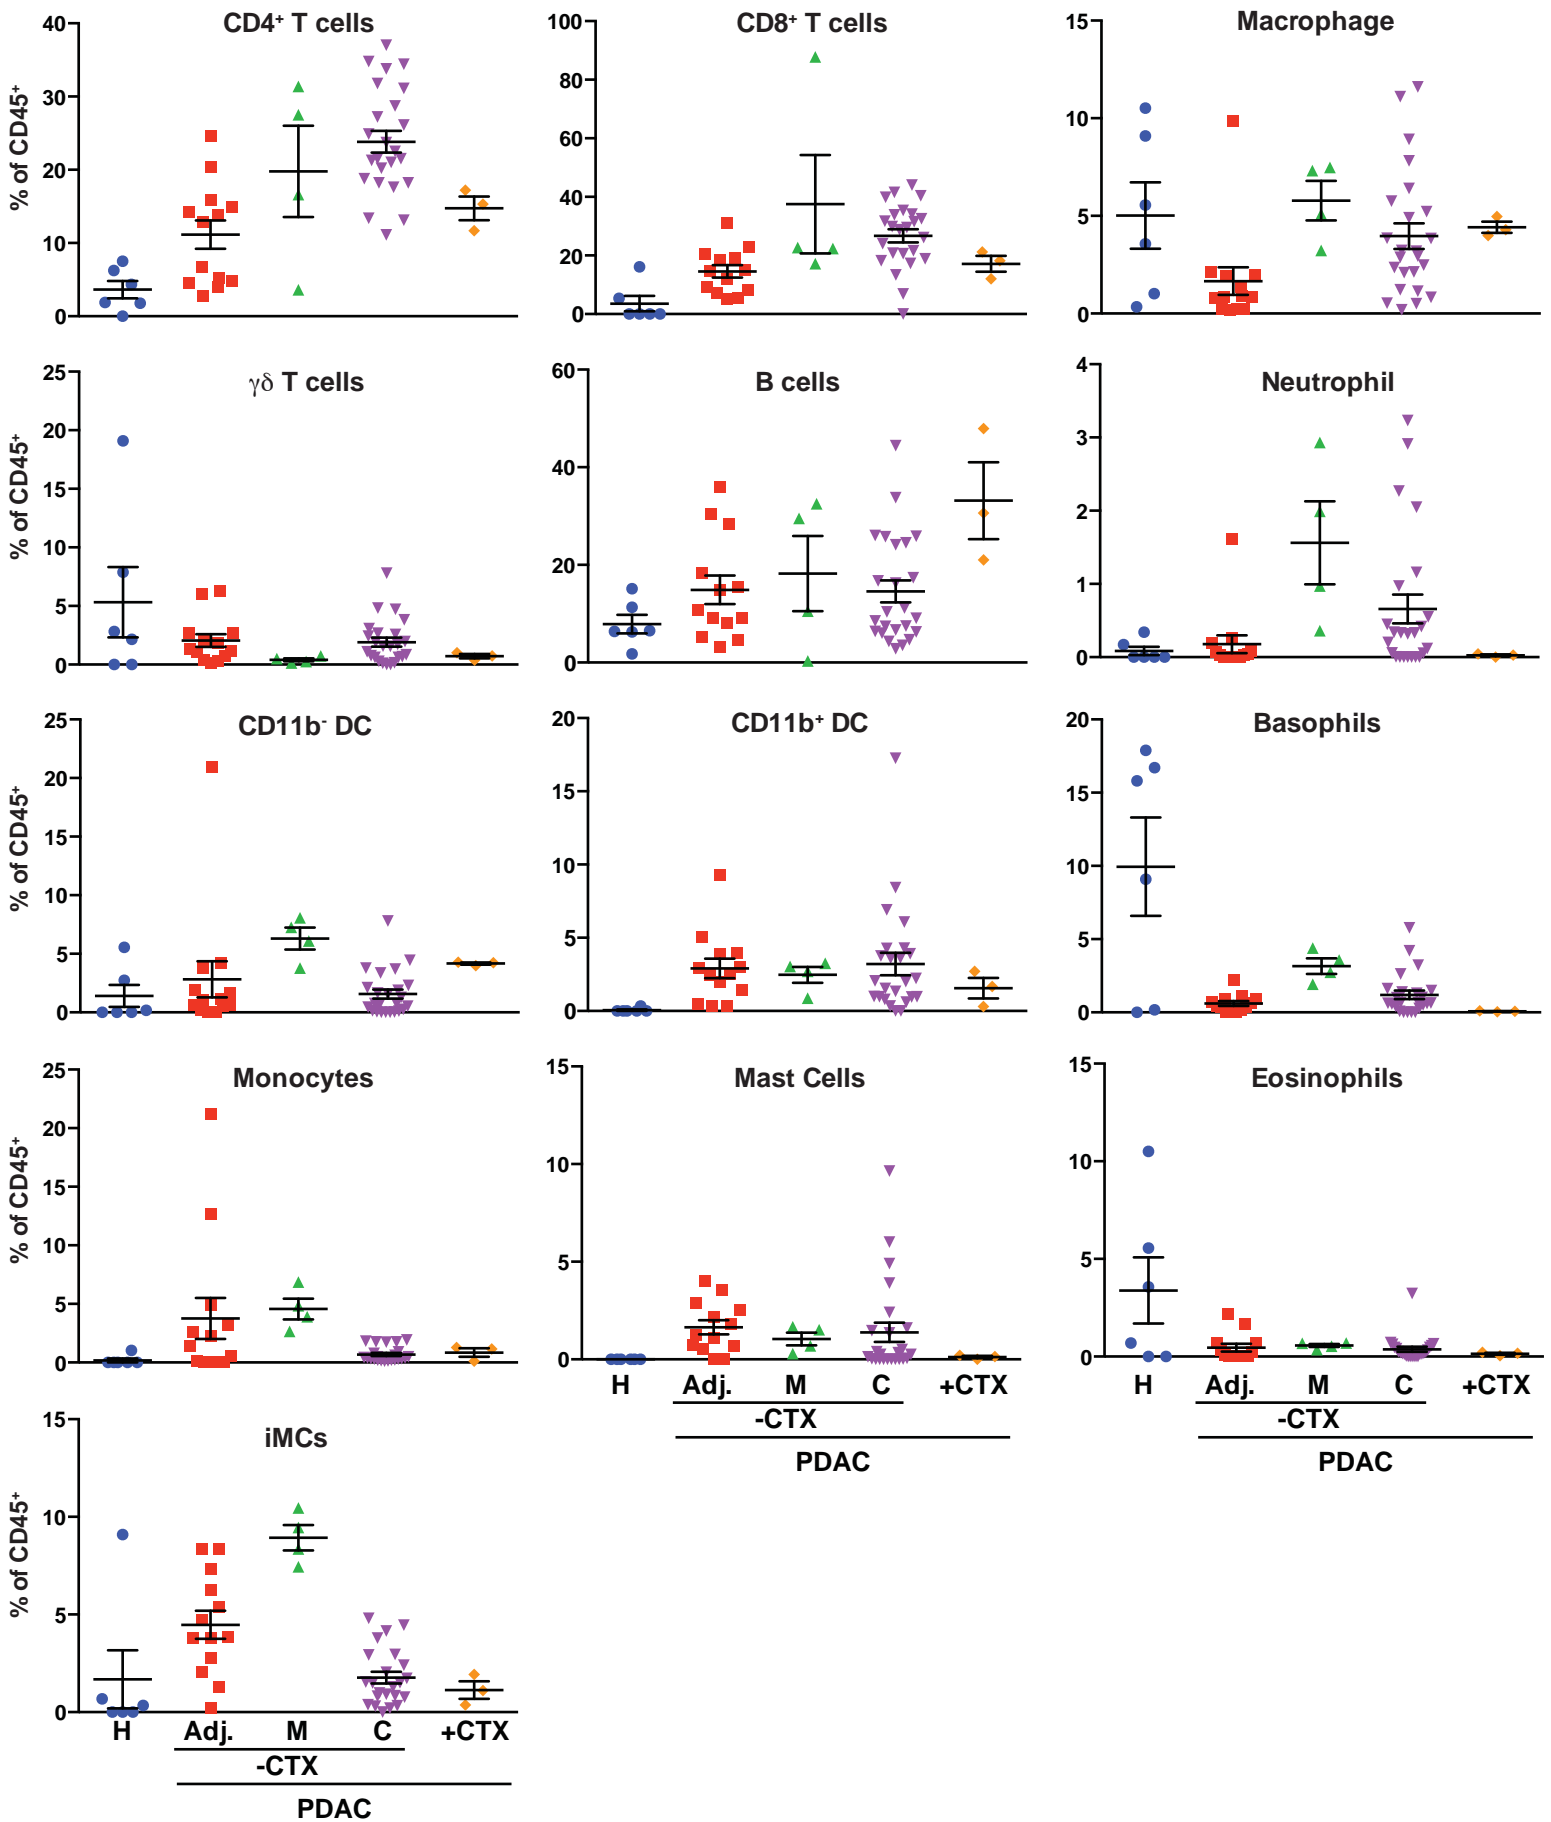 CD4⁺ T cells
% of CD45⁺
40
30
20
10
0
CD8⁺ T cells
100
80
60
40
20
0
Macrophage
15
10
5
0
γδ T cells
% of CD45⁺
25
20
15
10
5
0
B cells
60
40
20
0
Neutrophil
4
3
2
1
0
CD11b⁻ DC
% of CD45⁺
25
20
15
10
5
0
CD11b⁺ DC
20
15
10
5
0
Basophils
20
15
10
5
0
Monocytes
% of CD45⁺
25
20
15
10
5
0
Mast Cells
15
10
5
0
H Adj. M C
-CTX
PDAC
Eosinophils
15
10
5
0
H Adj. M C +CTX
-CTX
PDAC
iMCs
% of CD45⁺
15
10
5
0
H Adj. M C +CTX
-CTX
PDAC
+CTX